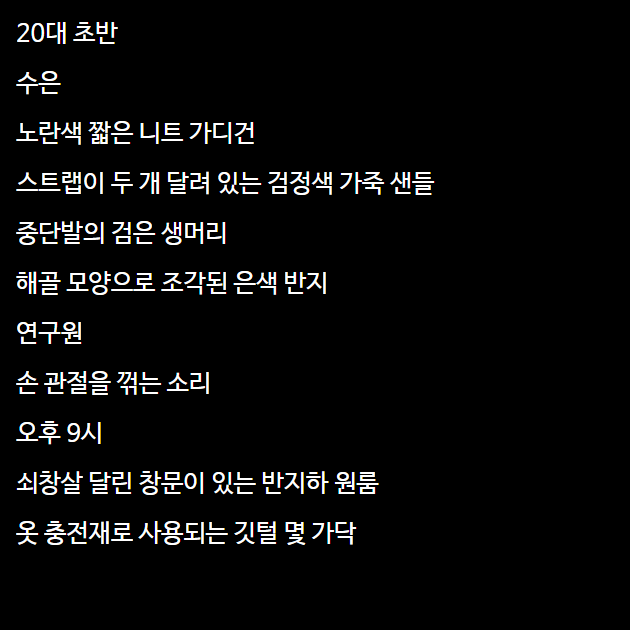 20대 초반
수은
노란색 짧은 니트 가디건
스트랩이 두 개 달려 있는 검정색 가죽 샌들
중단발의 검은 생머리
해골 모양으로 조각된 은색 반지
연구원
손 관절을 꺾는 소리
오후 9시
쇠창살 달린 창문이 있는 반지하 원룸
옷 충전재로 사용되는 깃털 몇 가닥